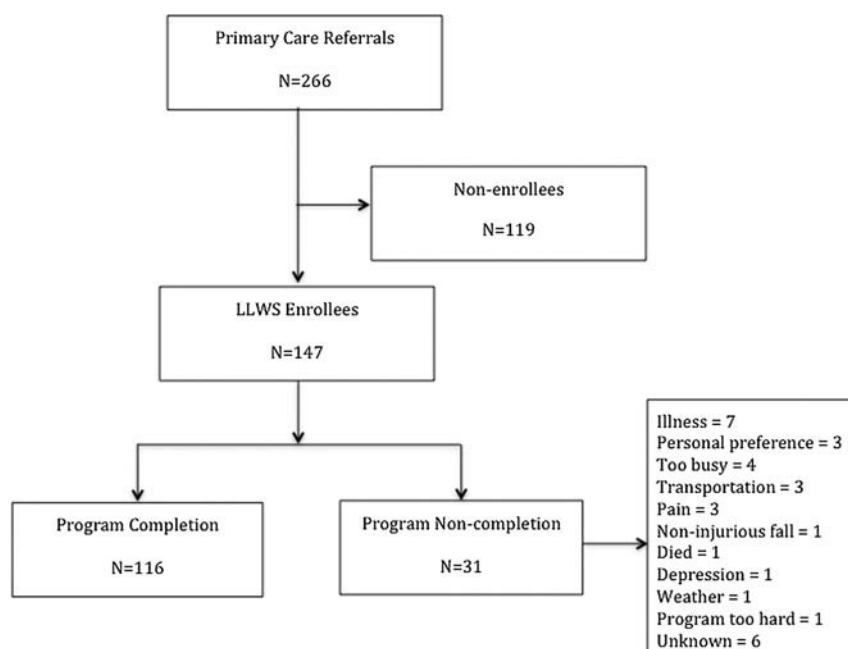 Primary Care Referrals
N=266
Non-enrollees
N=119
LLWS Enrollees
N=147
Program Completion
N=116
Program Non-completion
N=31
Illness = 7
Personal preference = 3
Too busy = 4
Transportation = 3
Pain = 3
Non-injurious fall = 1
Died = 1
Depression = 1
Weather = 1
Program too hard = 1
Unknown = 6